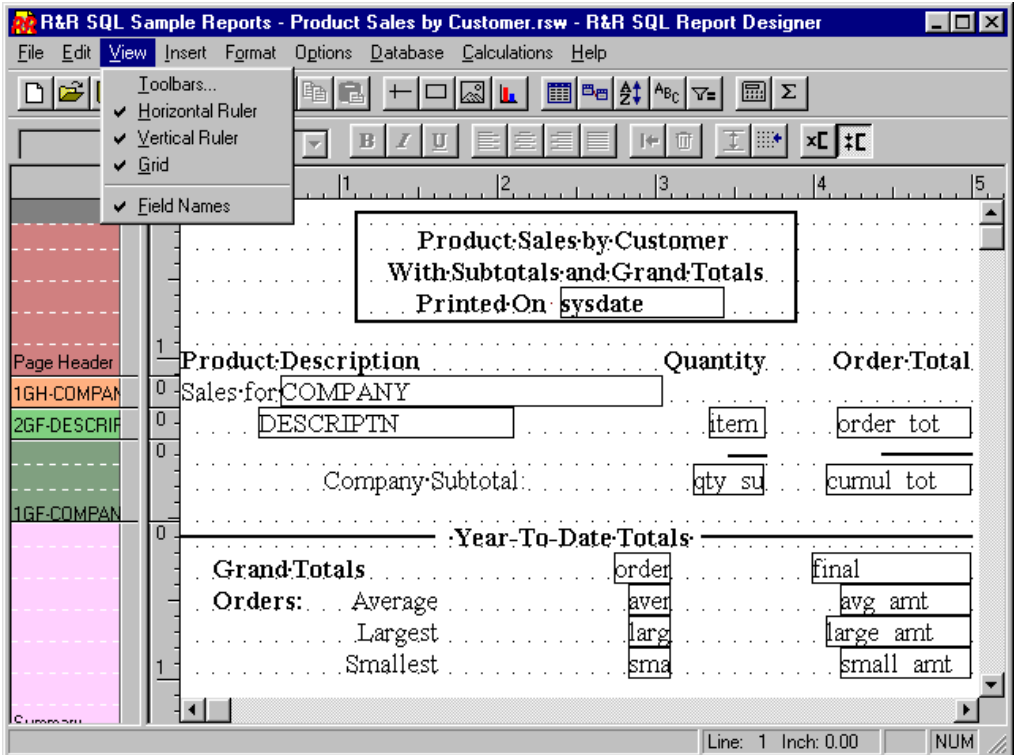 R&R SQL Sample Reports - Product Sales by Customer.rsw - R&R SQL Report Designer
File Edit View Insert Format Options Database Calculations Help
Toolbars...
Horizontal Ruler
Vertical Ruler
Grid
Field Names
B I U
1 2 3 4 5
Product·Sales·by·Customer
With·Subtotals·and·Grand·Totals
Printed·On sysdate
Page Header 1 Product·Description Quantity Order·Total
1GH-COMPAN 0 Sales·for COMPANY
2GF-DESCRIP 0 DESCRIPTN item order tot
0
Company·Subtotal: qty su cumul tot
1GF-COMPAN
0 ·Year-To-Date·Totals·
Grand·Totals order final
Orders: Average aver avg amt
Largest larg large amt
1 Smallest sma small amt
Summary
Line: 1 Inch: 0.00 NUM